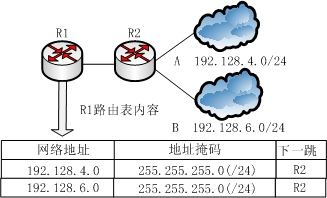 R1
R2
A 192.128.4.0/24
R1路由表内容
B 192.128.6.0/24
网络地址 地址掩码 下一跳
192.128.4.0 255.255.255.0(/24) R2
192.128.6.0 255.255.255.0(/24) R2